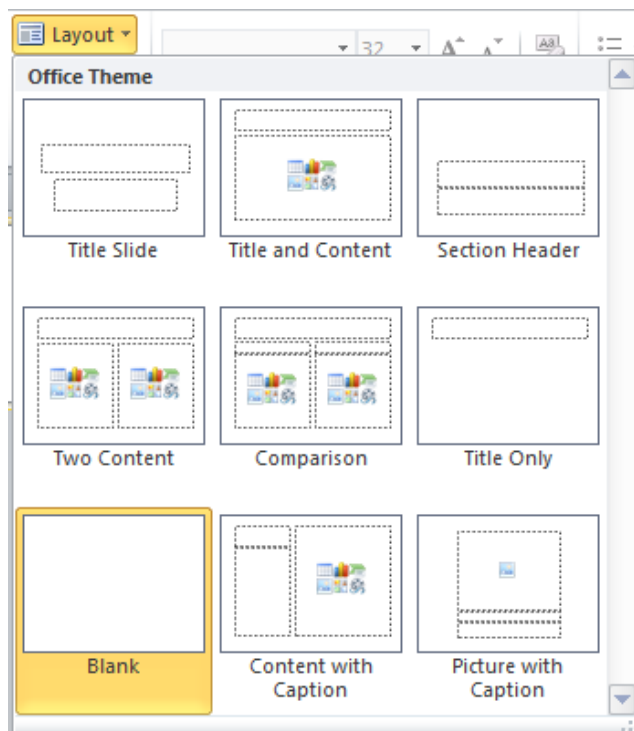 Layout
32
A A Aa
Office Theme
Title Slide
Title and Content
Section Header
Two Content
Comparison
Title Only
Blank
Content with
Caption
Picture with
Caption